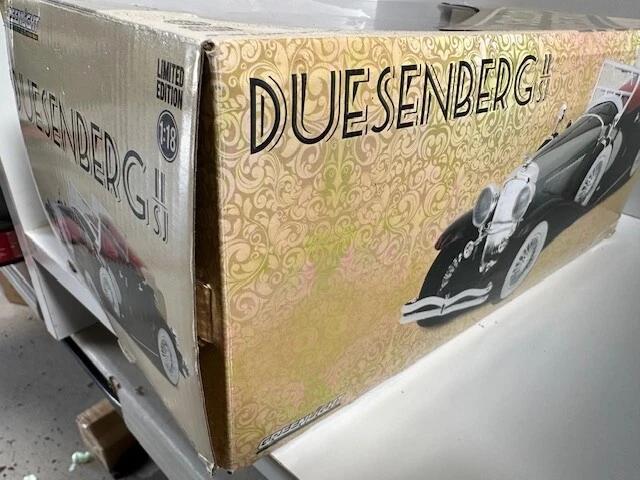 GREENLIGHT
LIMITED
EDITION
1:18
DUESENBERG II
SJ
DUESENBERG II
SJ
GREENLIGHT